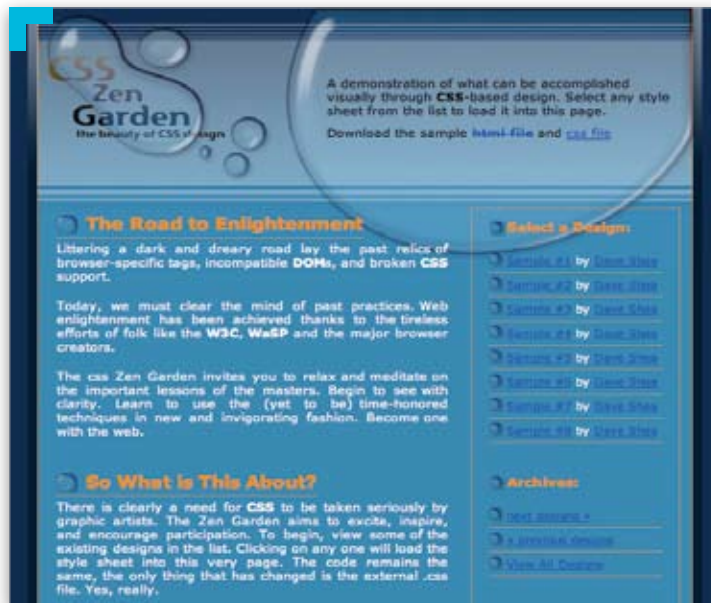 CSS
Zen
Garden
the beauty of CSS design
A demonstration of what can be accomplished
visually through CSS-based design. Select any style
sheet from the list to load it into this page.
Download the sample html file and css file
The Road to Enlightenment
Littering a dark and dreary road lay the past relics of
browser-specific tags, incompatible DOMs, and broken CSS
support.
Today, we must clear the mind of past practices. Web
enlightenment has been achieved thanks to the tireless
efforts of folk like the W3C, WaSP and the major browser
creators.
The css Zen Garden invites you to relax and meditate on
the important lessons of the masters. Begin to see with
clarity. Learn to use the (yet to be) time-honored
techniques in new and invigorating fashion. Become one
with the web.
So What is This About?
There is clearly a need for CSS to be taken seriously by
graphic artists. The Zen Garden aims to excite, inspire,
and encourage participation. To begin, view some of the
existing designs in the list. Clicking on any one will load the
style sheet into this very page. The code remains the
same, the only thing that has changed is the external .css
file. Yes, really.
Select a Design:
Sample #1 by Dave Shea
Sample #2 by Dave Shea
Sample #3 by Dave Shea
Sample #4 by Dave Shea
Sample #5 by Dave Shea
Sample #6 by Dave Shea
Sample #7 by Dave Shea
Sample #8 by Dave Shea
Archives:
next designs »
« previous designs
View All Designs